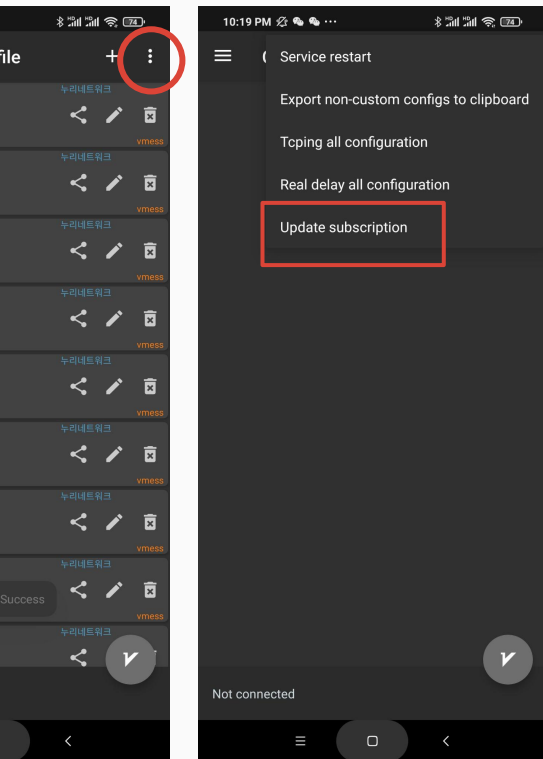 74
file
누리네트워크
vmess
누리네트워크
vmess
누리네트워크
vmess
누리네트워크
vmess
누리네트워크
vmess
누리네트워크
vmess
누리네트워크
vmess
누리네트워크
Success
vmess
누리네트워크
10:19 PM
74
Service restart
Export non-custom configs to clipboard
Tcping all configuration
Real delay all configuration
Update subscription
Not connected